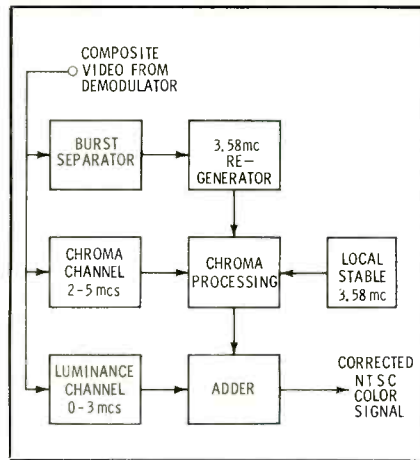 COMPOSITE
VIDEO FROM
DEMODULATOR
BURST
SEPARATOR
3.58mc
RE-
GENERATOR
CHROMA
CHANNEL
2-5 mcs
CHROMA
PROCESSING
LOCAL
STABLE
3.58 mc
LUMINANCE
CHANNEL
0-3 mcs
ADDER
CORRECTED
NTSC
COLOR
SIGNAL